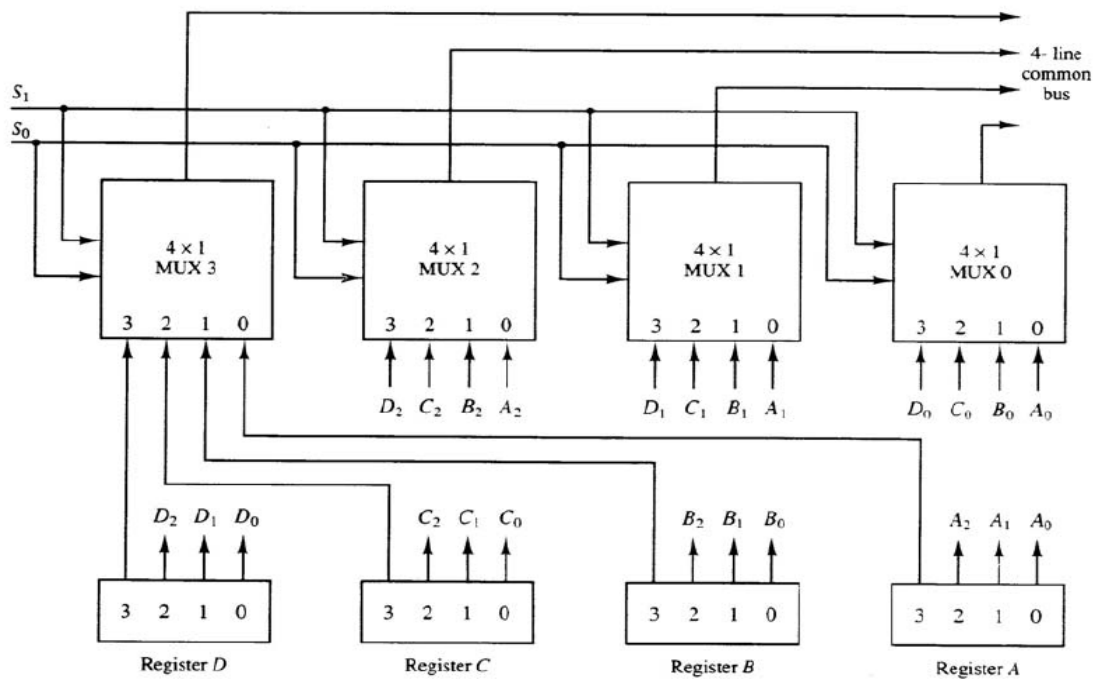 4- line
common
bus
S₁
S₀
4 × 1
MUX 3
3 2 1 0
4 × 1
MUX 2
3 2 1 0
4 × 1
MUX 1
3 2 1 0
4 × 1
MUX 0
3 2 1 0
D₂ C₂ B₂ A₂
D₁ C₁ B₁ A₁
D₀ C₀ B₀ A₀
D₂ D₁ D₀
C₂ C₁ C₀
B₂ B₁ B₀
A₂ A₁ A₀
3 2 1 0
3 2 1 0
3 2 1 0
3 2 1 0
Register D
Register C
Register B
Register A